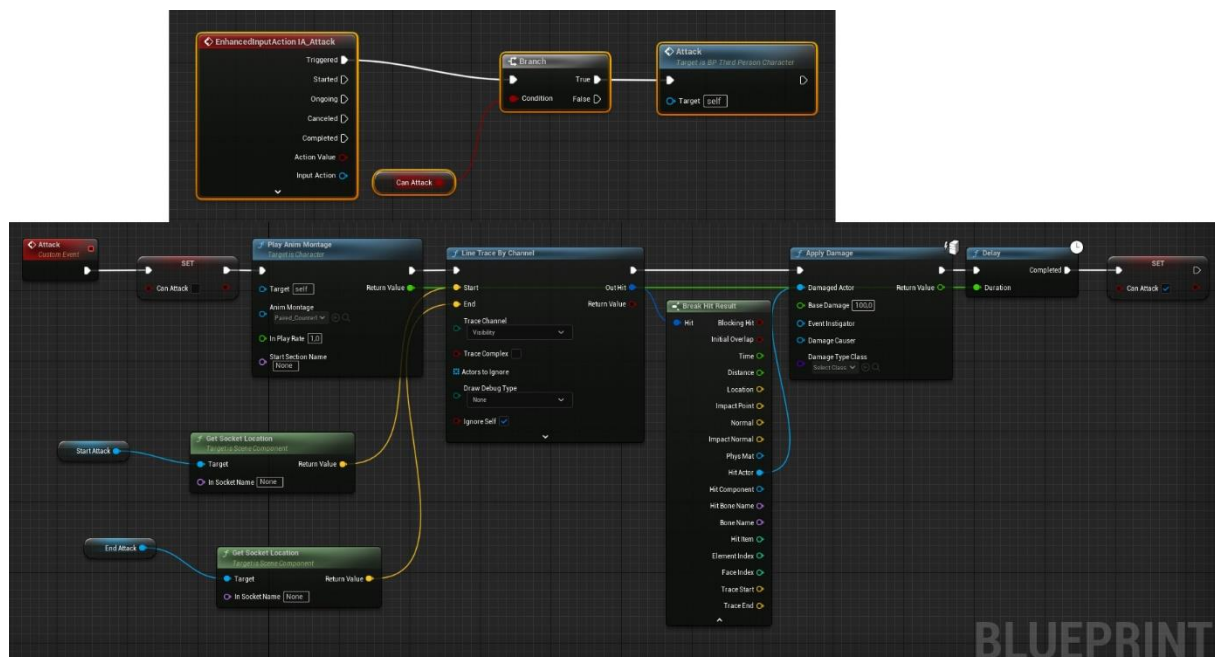 EnhancedInputAction IA_Attack
Triggered
Started
Ongoing
Canceled
Completed
Action Value
Input Action
Branch
True
Condition
False
Can Attack
Attack
Target is BP Third Person Character
Target
self
Attack
Custom Event
SET
Can Attack
Play Anim Montage
Target is Character
Target
self
Return Value
Anim Montage
In Play Rate
1,0
Start Section Name
None
Line Trace By Channel
Start
Out Hit
End
Return Value
Trace Channel
Visibility
Trace Complex
Actors to Ignore
Draw Debug Type
None
Ignore Self
Break Hit Result
Hit
Blocking Hit
Initial Overlap
Time
Distance
Location
Impact Point
Normal
Impact Normal
Phys Mat
Hit Actor
Hit Component
Hit Bone Name
Bone Name
Hit Item
Element Index
Face Index
Trace Start
Trace End
Apply Damage
Damaged Actor
Return Value
Base Damage
100,0
Event Instigator
Damage Causer
Damage Type Class
Select Class
Delay
Completed
Duration
SET
Can Attack
Start Attack
Get Socket Location
Target is Scene Component
Target
Return Value
In Socket Name
None
End Attack
Get Socket Location
Target is Scene Component
Target
Return Value
In Socket Name
None
BLUEPRINT